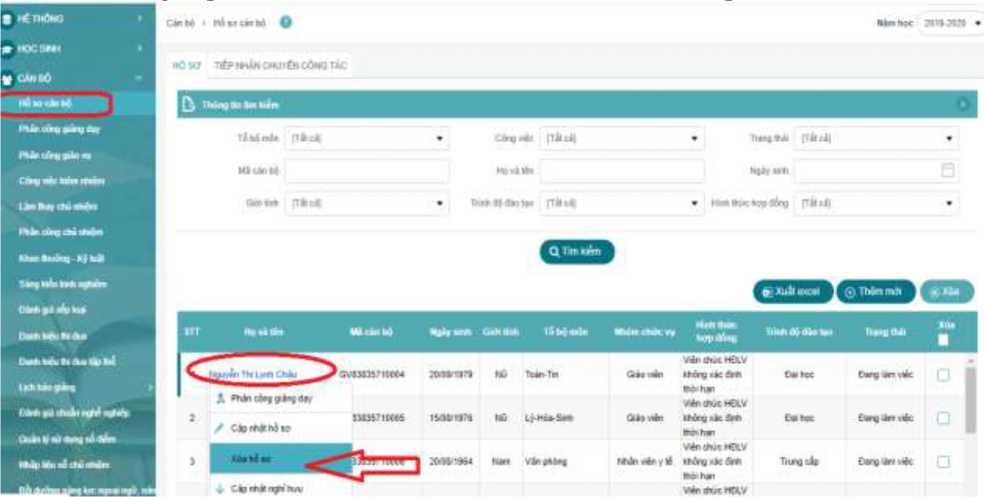 HỆ THỐNG
HỌC SINH
CÁN BỘ
Hồ sơ cán bộ
Phân công giảng dạy
Phân công giáo vụ
Công việc kiêm nhiệm
Làm thay chủ nhiệm
Phân công chủ nhiệm
Khen thưởng - Kỷ luật
Sáng kiến kinh nghiệm
Đánh giá xếp loại
Danh hiệu thi đua
Danh hiệu thi đua tập thể
Lịch báo giảng
Đánh giá chuẩn nghề nghiệp
Quản lý sử dụng sổ điểm
Nhập liệu sổ chủ nhiệm
Bồi dưỡng năng lực ngoại ngữ
Cán bộ › Hồ sơ cán bộ ?
Năm học 2019-2020
HỒ SƠ TIẾP NHẬN CHUYỂN CÔNG TÁC
Thông tin tìm kiếm
Tổ bộ môn [Tất cả] Công việc [Tất cả] Trạng thái [Tất cả]
Mã cán bộ Họ và tên Ngày sinh
Giới tính [Tất cả] Trình độ đào tạo [Tất cả] Hình thức hợp đồng [Tất cả]
Tìm kiếm
Xuất excel Thêm mới Xóa
STT Họ và tên Mã cán bộ Ngày sinh Giới tính Tổ bộ môn Nhóm chức vụ Hình thức hợp đồng Trình độ đào tạo Trạng thái Xóa
Nguyễn Thị Lynh Châu GV83835710004 20/09/1979 Nữ Toán-Tin Giáo viên Viên chức HĐLV không xác định thời hạn Đại học Đang làm việc
Phân công giảng dạy
2 83835710005 15/08/1976 Nữ Lý-Hóa-Sinh Giáo viên Viên chức HĐLV không xác định thời hạn Đại học Đang làm việc
Cập nhật hồ sơ
3 Xóa hồ sơ 20/05/1964 Nam Văn phòng Nhân viên y tế Viên chức HĐLV không xác định thời hạn Trung cấp Đang làm việc
Cập nhật nghỉ hưu
Viên chức HĐLV